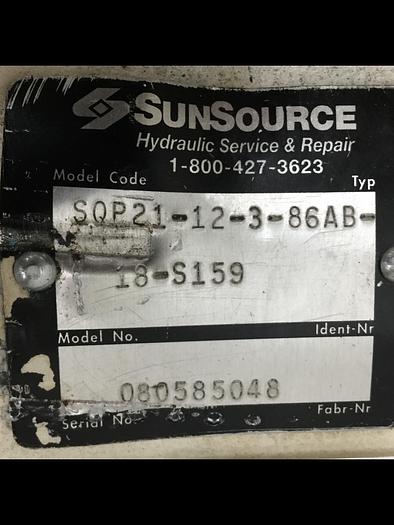 SUNSOURCE
Hydraulic Service & Repair
1-800-427-3623
Model Code Typ
SQP21-12-3-86AB-
18-S159
Model No. Ident-Nr
080585048
Serial No. Fabr-Nr